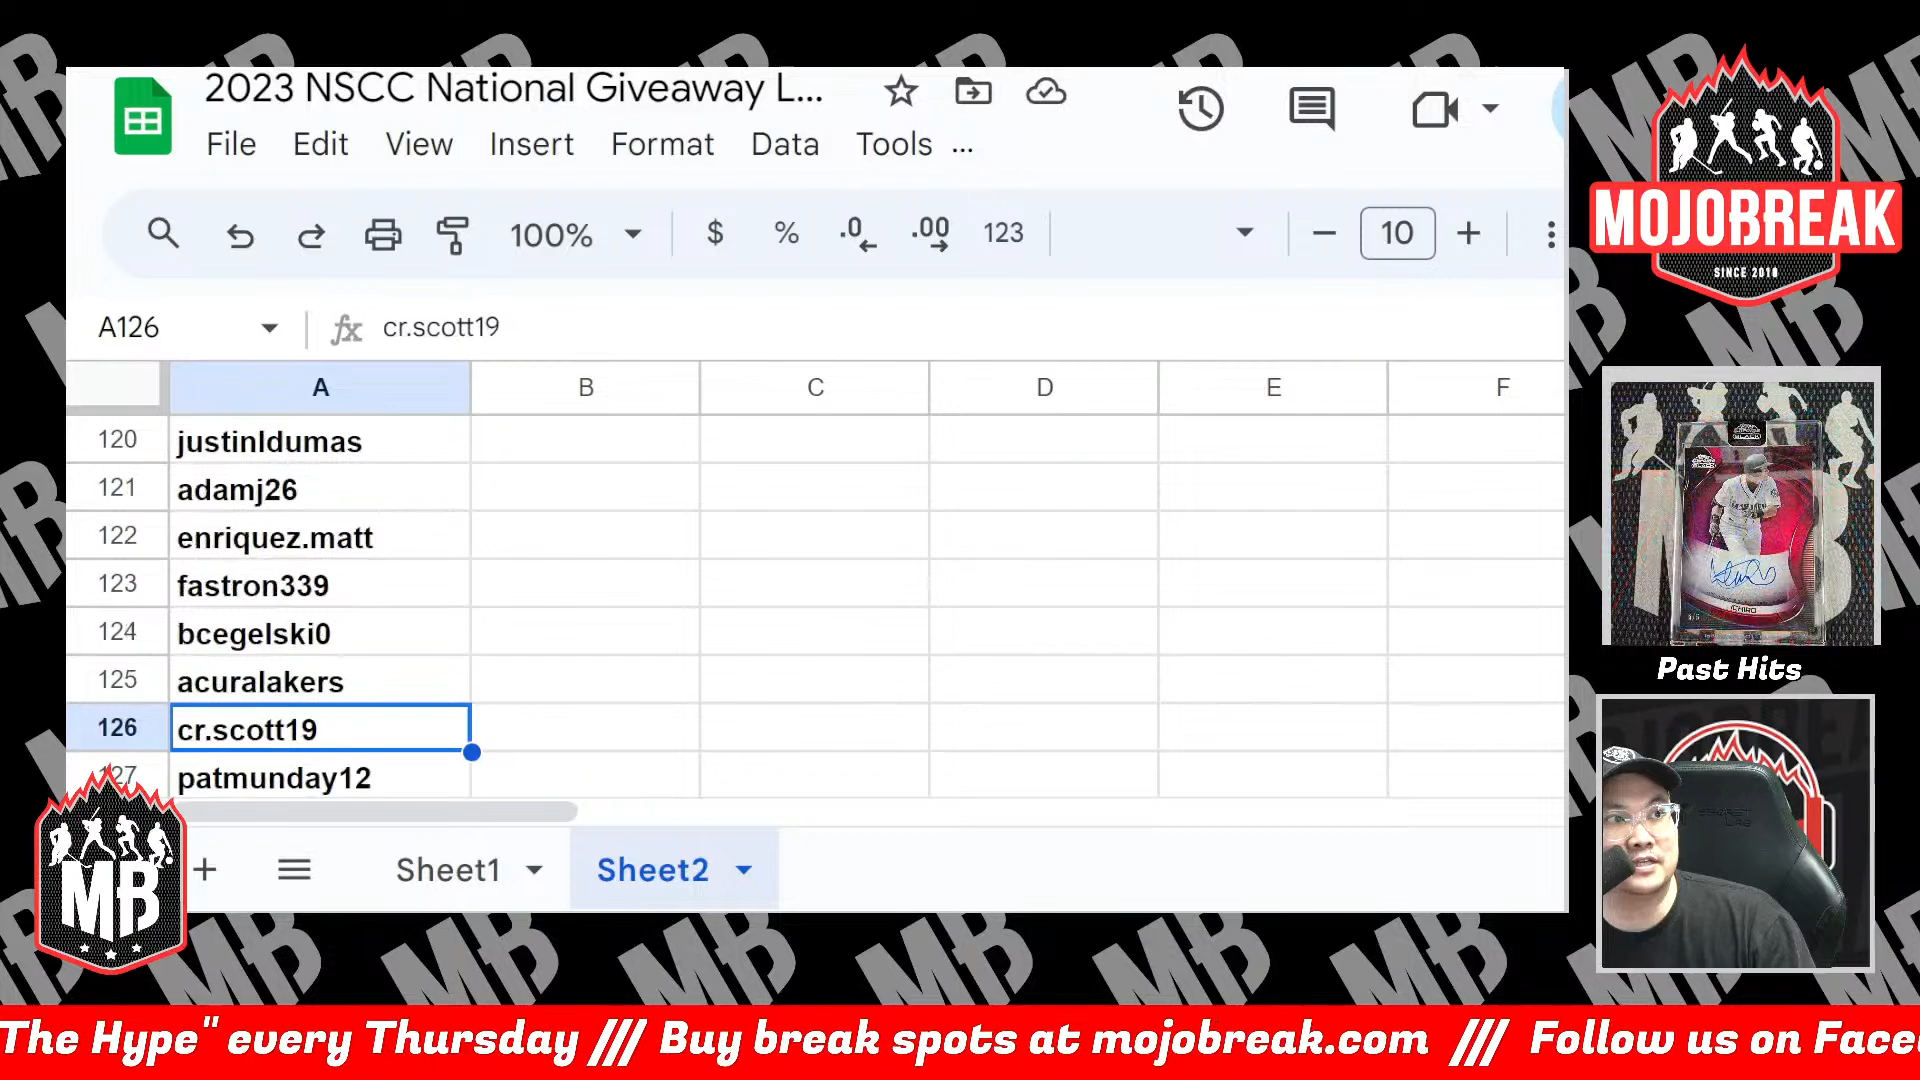 2023 NSCC National Giveaway L...
File Edit View Insert Format Data Tools ...
100% $ % .0 .00 123 10
A126 fx cr.scott19
A B C D E F
120 justinldumas
121 adamj26
122 enriquez.matt
123 fastron339
124 bcegelski0
125 acuralakers
126 cr.scott19
127 patmunday12
Sheet1 Sheet2
MOJOBREAK
SINCE 2010
ICHIRO
Past Hits
MB
The Hype" every Thursday /// Buy break spots at mojobreak.com /// Follow us on Face